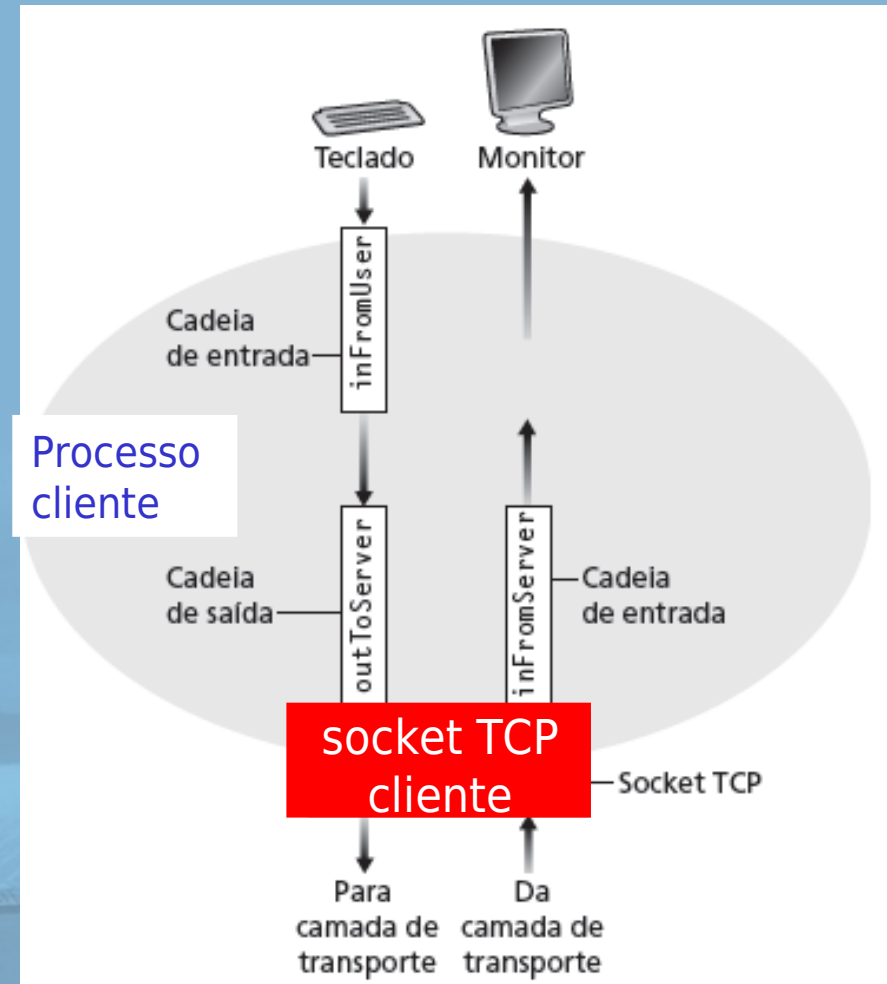 Teclado
Monitor
inFromUser
Cadeia
de entrada
Processo
cliente
Cadeia
de saída
outToServer
inFromServer
Cadeia
de entrada
socket TCP
cliente
Socket TCP
Para
camada de
transporte
Da
camada de
transporte